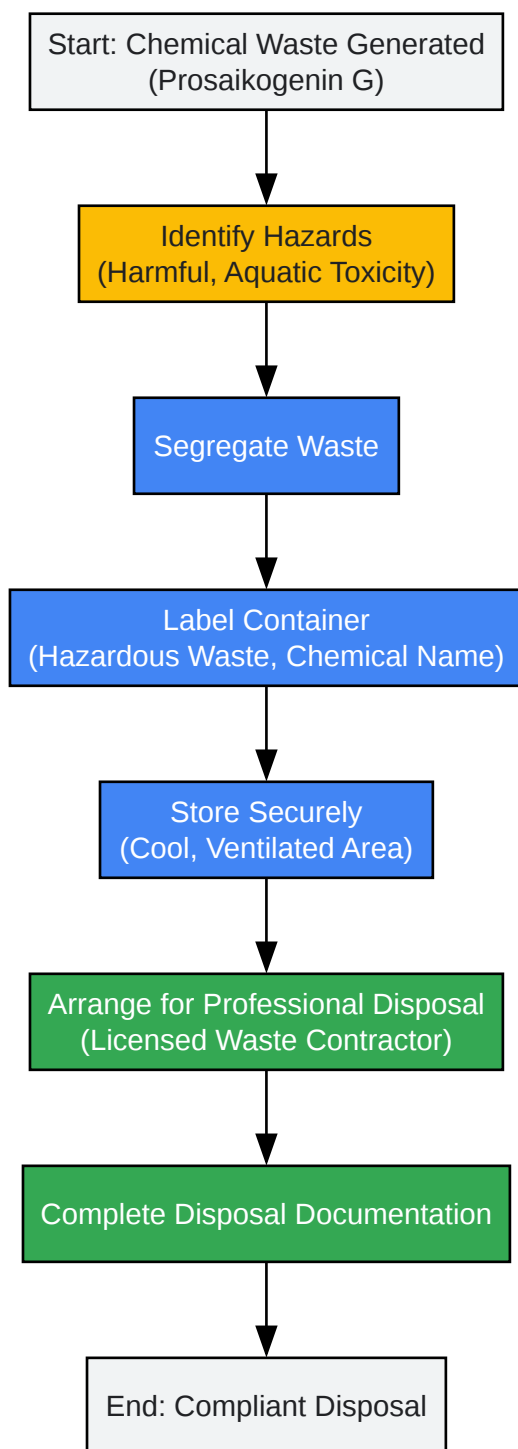 Start: Chemical Waste Generated
(Prosaikogenin G)
Identify Hazards
(Harmful, Aquatic Toxicity)
Segregate Waste
Label Container
(Hazardous Waste, Chemical Name)
Store Securely
(Cool, Ventilated Area)
Arrange for Professional Disposal
(Licensed Waste Contractor)
Complete Disposal Documentation
End: Compliant Disposal